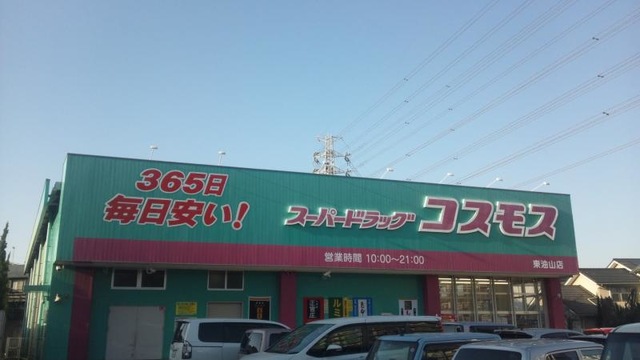 365日
毎日安い!
スーパードラッグ コスモス
営業時間 10:00〜21:00
東油山店